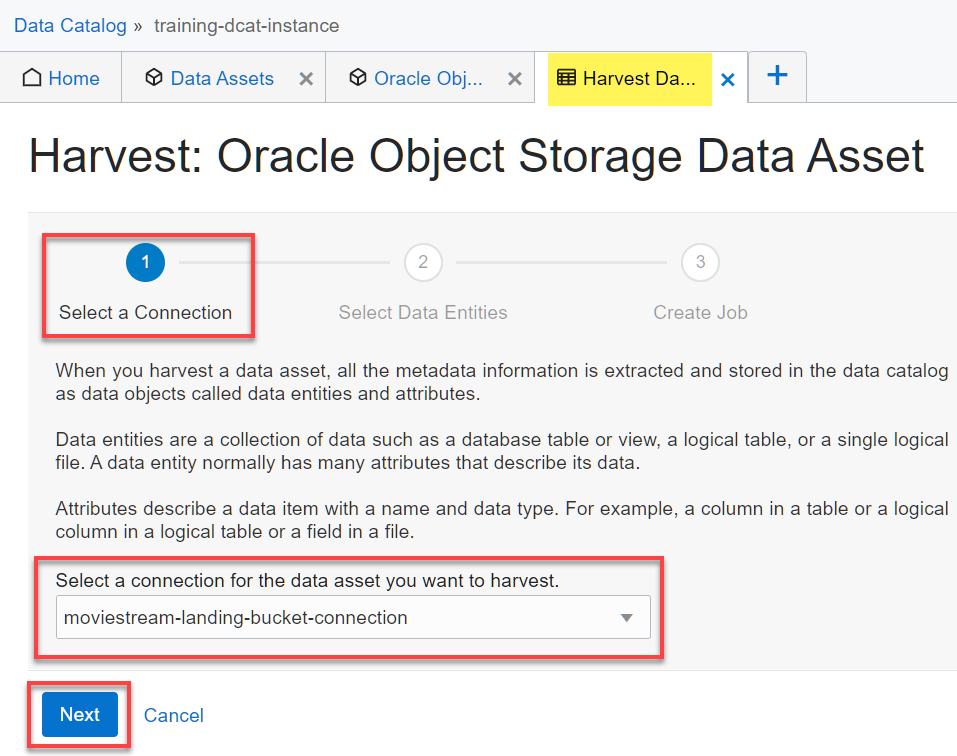 Data Catalog » training-dcat-instance
Home Data Assets Oracle Obj... Harvest Da...
Harvest: Oracle Object Storage Data Asset
1 2 3
Select a Connection Select Data Entities Create Job
When you harvest a data asset, all the metadata information is extracted and stored in the data catalog
as data objects called data entities and attributes.
Data entities are a collection of data such as a database table or view, a logical table, or a single logical
file. A data entity normally has many attributes that describe its data.
Attributes describe a data item with a name and data type. For example, a column in a table or a logical
column in a logical table or a field in a file.
Select a connection for the data asset you want to harvest.
moviestream-landing-bucket-connection
Next Cancel